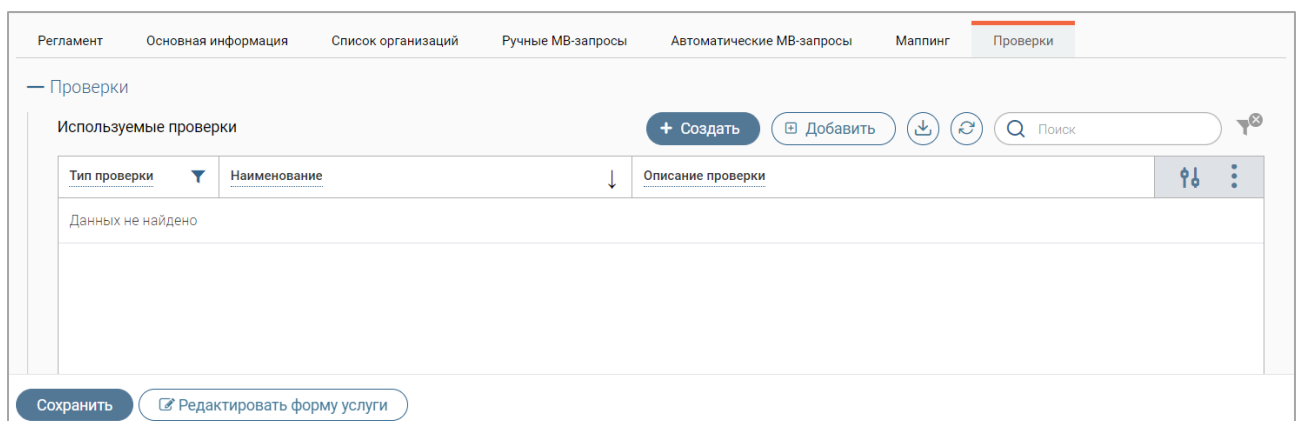 Регламент Основная информация Список организаций Ручные МВ-запросы Автоматические МВ-запросы Маппинг Проверки
Проверки
Используемые проверки + Создать Добавить Поиск
Тип проверки Наименование Описание проверки
Данных не найдено
Сохранить Редактировать форму услуги